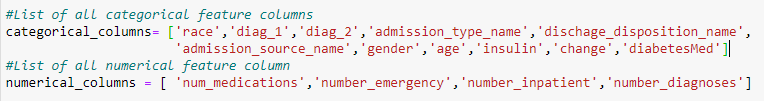 #List of all categorical feature columns
categorical_columns= ['race','diag_1','diag_2','admission_type_name','dischage_disposition_name',
'admission_source_name','gender','age','insulin','change','diabetesMed']
#List of all numerical feature column
numerical_columns = [ 'num_medications','number_emergency','number_inpatient','number_diagnoses']